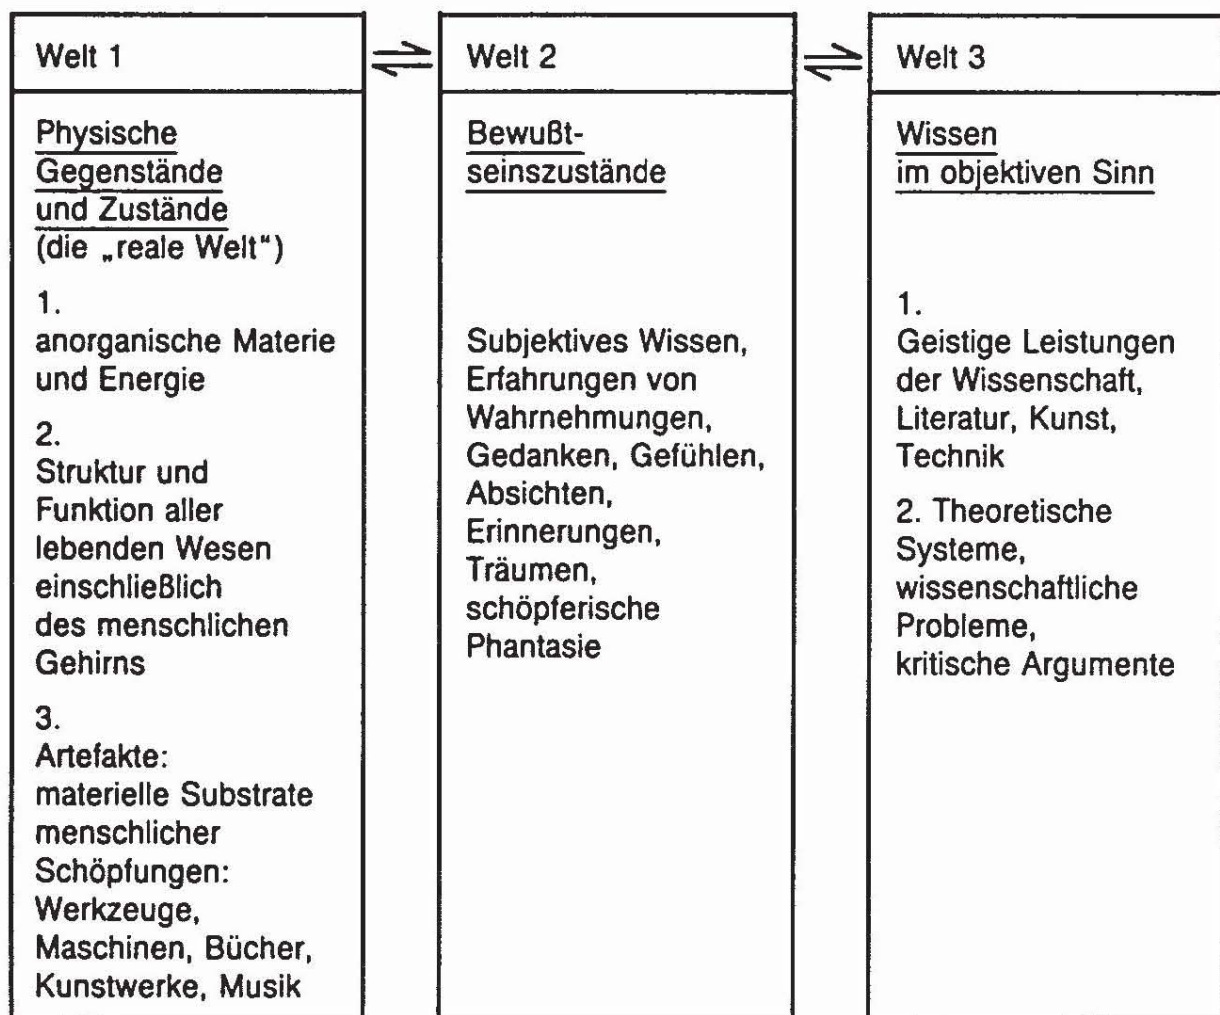 Welt 1
Physische
Gegenstände
und Zustände
(die „reale Welt“)
1.
anorganische Materie
und Energie
2.
Struktur und
Funktion aller
lebenden Wesen
einschließlich
des menschlichen
Gehirns
3.
Artefakte:
materielle Substrate
menschlicher
Schöpfungen:
Werkzeuge,
Maschinen, Bücher,
Kunstwerke, Musik
Welt 2
Bewußt-
seinszustände
Subjektives Wissen,
Erfahrungen von
Wahrnehmungen,
Gedanken, Gefühlen,
Absichten,
Erinnerungen,
Träumen,
schöpferische
Phantasie
Welt 3
Wissen
im objektiven Sinn
1.
Geistige Leistungen
der Wissenschaft,
Literatur, Kunst,
Technik
2. Theoretische
Systeme,
wissenschaftliche
Probleme,
kritische Argumente